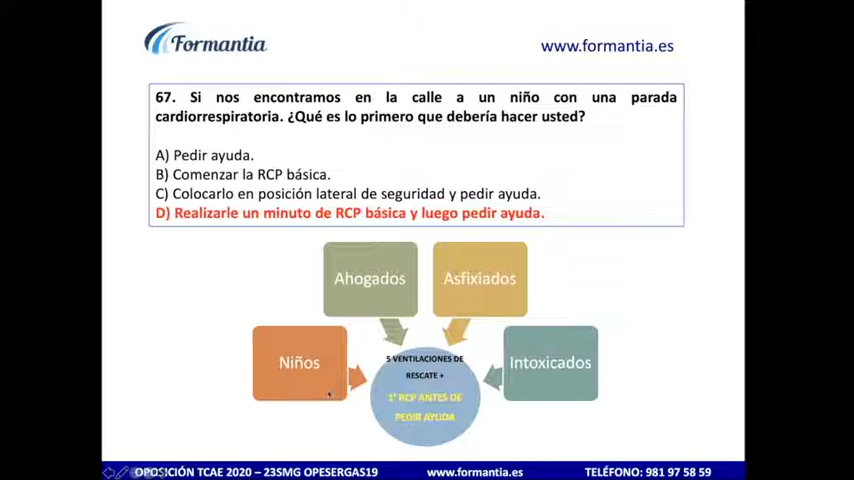 Formantia
www.formantia.es
67. Si nos encontramos en la calle a un niño con una parada
cardiorrespiratoria. ¿Qué es lo primero que debería hacer usted?
A) Pedir ayuda.
B) Comenzar la RCP básica.
C) Colocarlo en posición lateral de seguridad y pedir ayuda.
D) Realizarle un minuto de RCP básica y luego pedir ayuda.
Ahogados
Asfixiados
Niños
Intoxicados
5 VENTILACIONES DE
RESCATE +
1' RCP ANTES DE
PEDIR AYUDA
OPOSICIÓN TCAE 2020 – 23SMG OPESERGAS19
www.formantia.es
TELÉFONO: 981 97 58 59